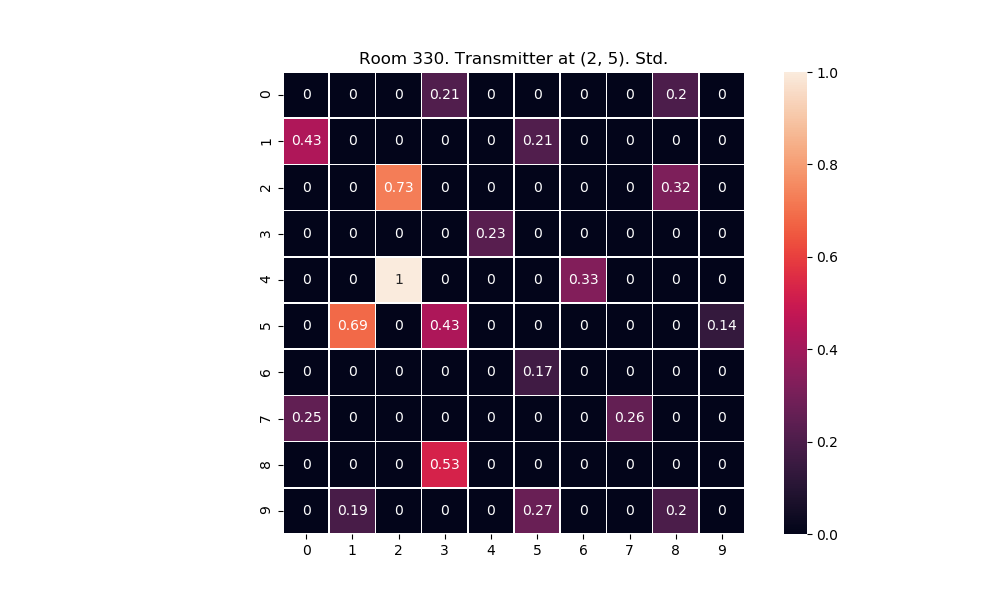 Room 330. Transmitter at (2, 5). Std.
0 0 0 0 0.21 0 0 0 0 0.2 0
1 0.43 0 0 0 0 0.21 0 0 0 0
2 0 0 0.73 0 0 0 0 0 0.32 0
3 0 0 0 0 0.23 0 0 0 0 0
4 0 0 1 0 0 0 0.33 0 0 0
5 0 0.69 0 0.43 0 0 0 0 0 0.14
6 0 0 0 0 0 0.17 0 0 0 0
7 0.25 0 0 0 0 0 0 0.26 0 0
8 0 0 0 0.53 0 0 0 0 0 0
9 0 0.19 0 0 0 0.27 0 0 0.2 0
0 1 2 3 4 5 6 7 8 9
1.0
0.8
0.6
0.4
0.2
0.0